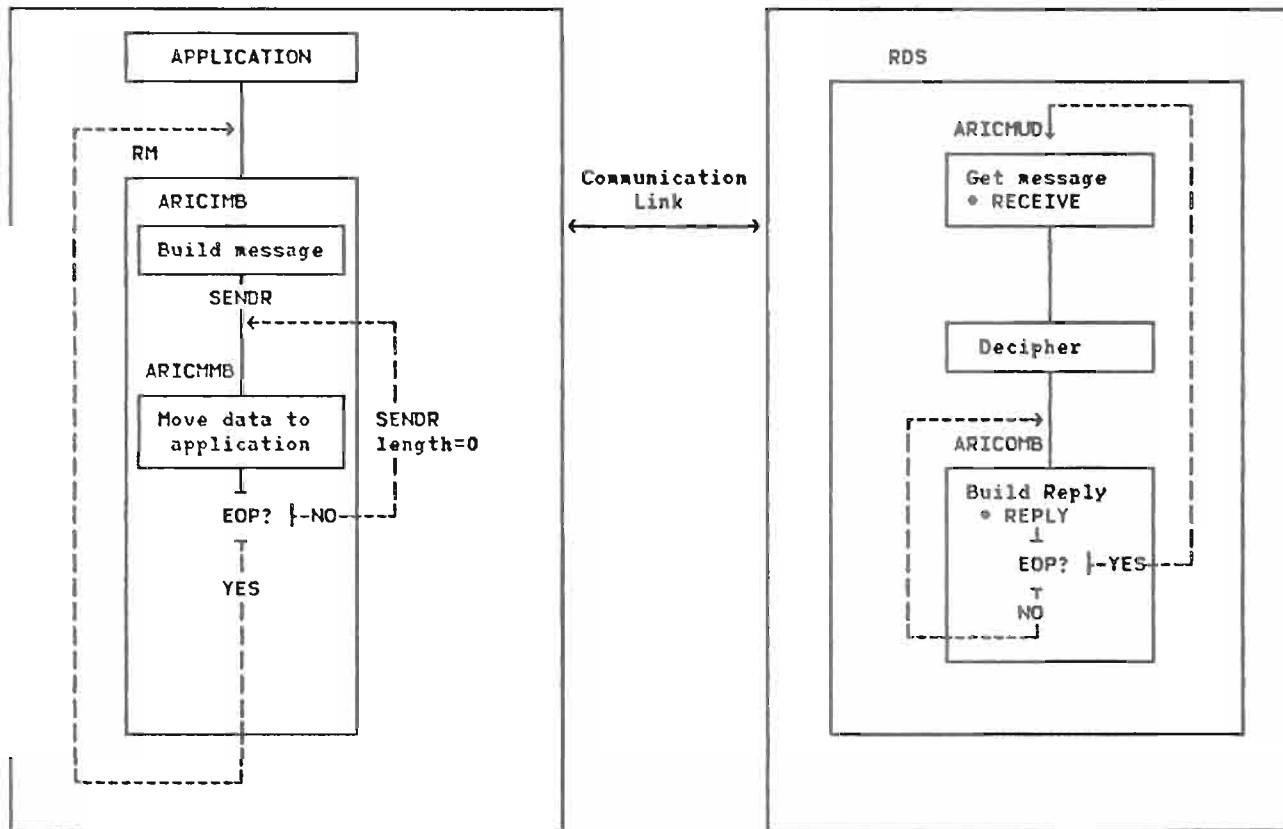 APPLICATION
RM
ARICIMB
Build message
SENDR
ARICMMB
Move data to
application
SENDR
length=0
EOP?
NO
YES
Communication
Link
RDS
ARICMUD
Get message
• RECEIVE
Decipher
ARICOMB
Build Reply
• REPLY
EOP?
YES
NO